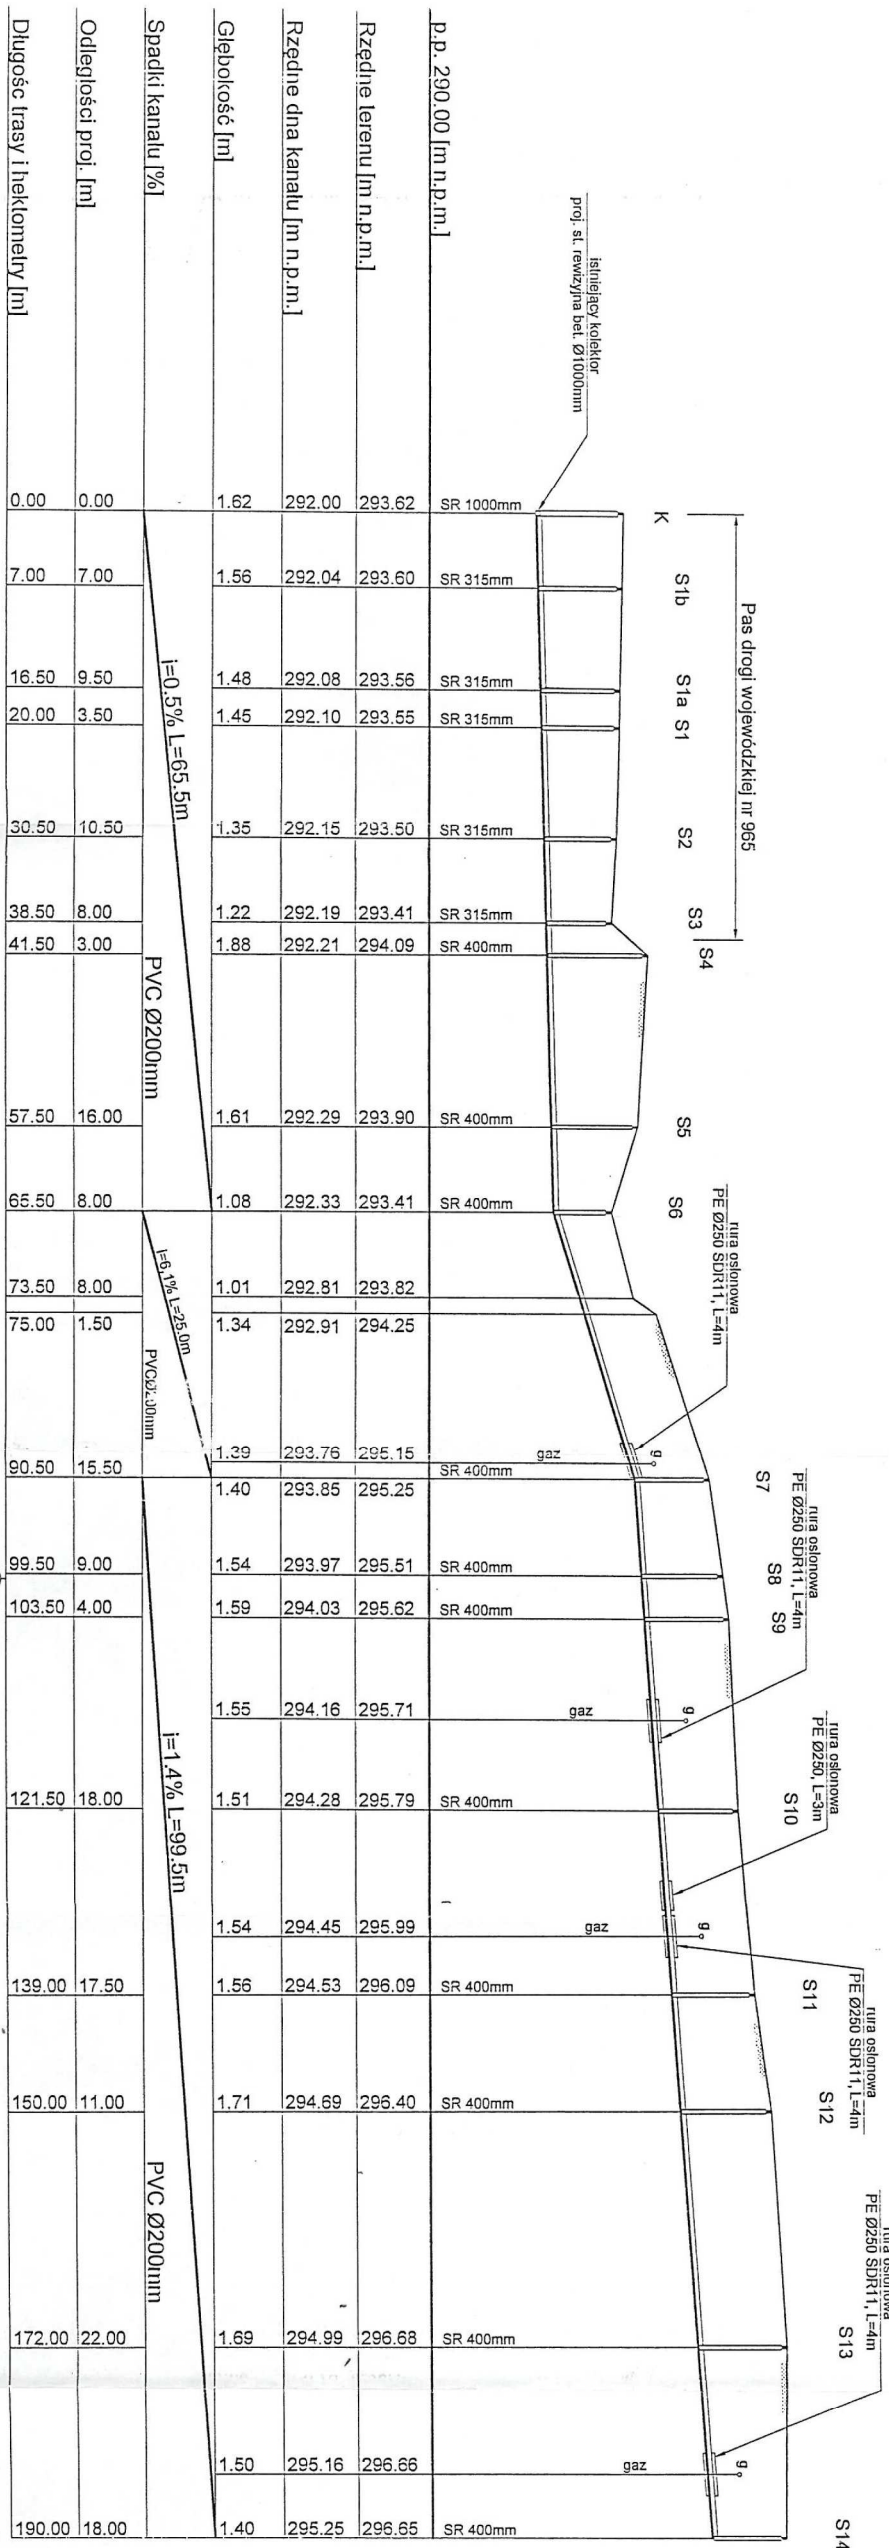 istniejący kolektor
proj. st. rewizyjna bet. Ø1000mm
Pas drogi wojewódzkiej nr 965
K
S1b
S1a
S1
S2
S3
S4
S5
S6
S7
S8
S9
S10
S11
S12
S13
S14
rura osłonowa
PE Ø250 SDR11, L=4m
rura osłonowa
PE Ø250 SDR11, L=4m
rura osłonowa
PE Ø250, L=3m
rura osłonowa
PE Ø250 SDR11, L=4m
rura osłonowa
PE Ø250 SDR11, L=4m
g
g
g
g
gaz
gaz
gaz
gaz
p.p. 290.00 [m n.p.m.]
SR 1000mm
SR 315mm
SR 315mm
SR 315mm
SR 315mm
SR 315mm
SR 400mm
SR 400mm
SR 400mm
SR 400mm
SR 400mm
SR 400mm
SR 400mm
SR 400mm
SR 400mm
SR 400mm
SR 400mm
Rzędne terenu [m n.p.m.]
293.62 293.60 293.56 293.55 293.50 293.41 294.09 293.90 293.41 293.82 294.25 295.15 295.25 295.51 295.62 295.71 295.79 295.99 296.09 296.40 296.68 296.66 296.65
Rzędne dna kanału [m n.p.m.]
292.00 292.04 292.08 292.10 292.15 292.19 292.21 292.29 292.33 292.81 292.91 293.76 293.85 293.97 294.03 294.16 294.28 294.45 294.53 294.69 294.99 295.16 295.25
Głębokość [m]
1.62 1.56 1.48 1.45 1.35 1.22 1.88 1.61 1.08 1.01 1.34 1.39 1.40 1.54 1.59 1.55 1.51 1.54 1.56 1.71 1.69 1.50 1.40
Spadki kanału [%]
i=0.5% L=65.5m
PVC Ø200mm
i=6,1% L=25.0m
PVCØ200mm
i=1.4% L=99.5m
PVC Ø200mm
Odległości proj. [m]
0.00 7.00 9.50 3.50 10.50 8.00 3.00 16.00 8.00 8.00 1.50 15.50 9.00 4.00 18.00 17.50 11.00 22.00 18.00
Długość trasy i hektometry [m]
0.00 7.00 16.50 20.00 30.50 38.50 41.50 57.50 65.50 73.50 75.00 90.50 99.50 103.50 121.50 139.00 150.00 172.00 190.00